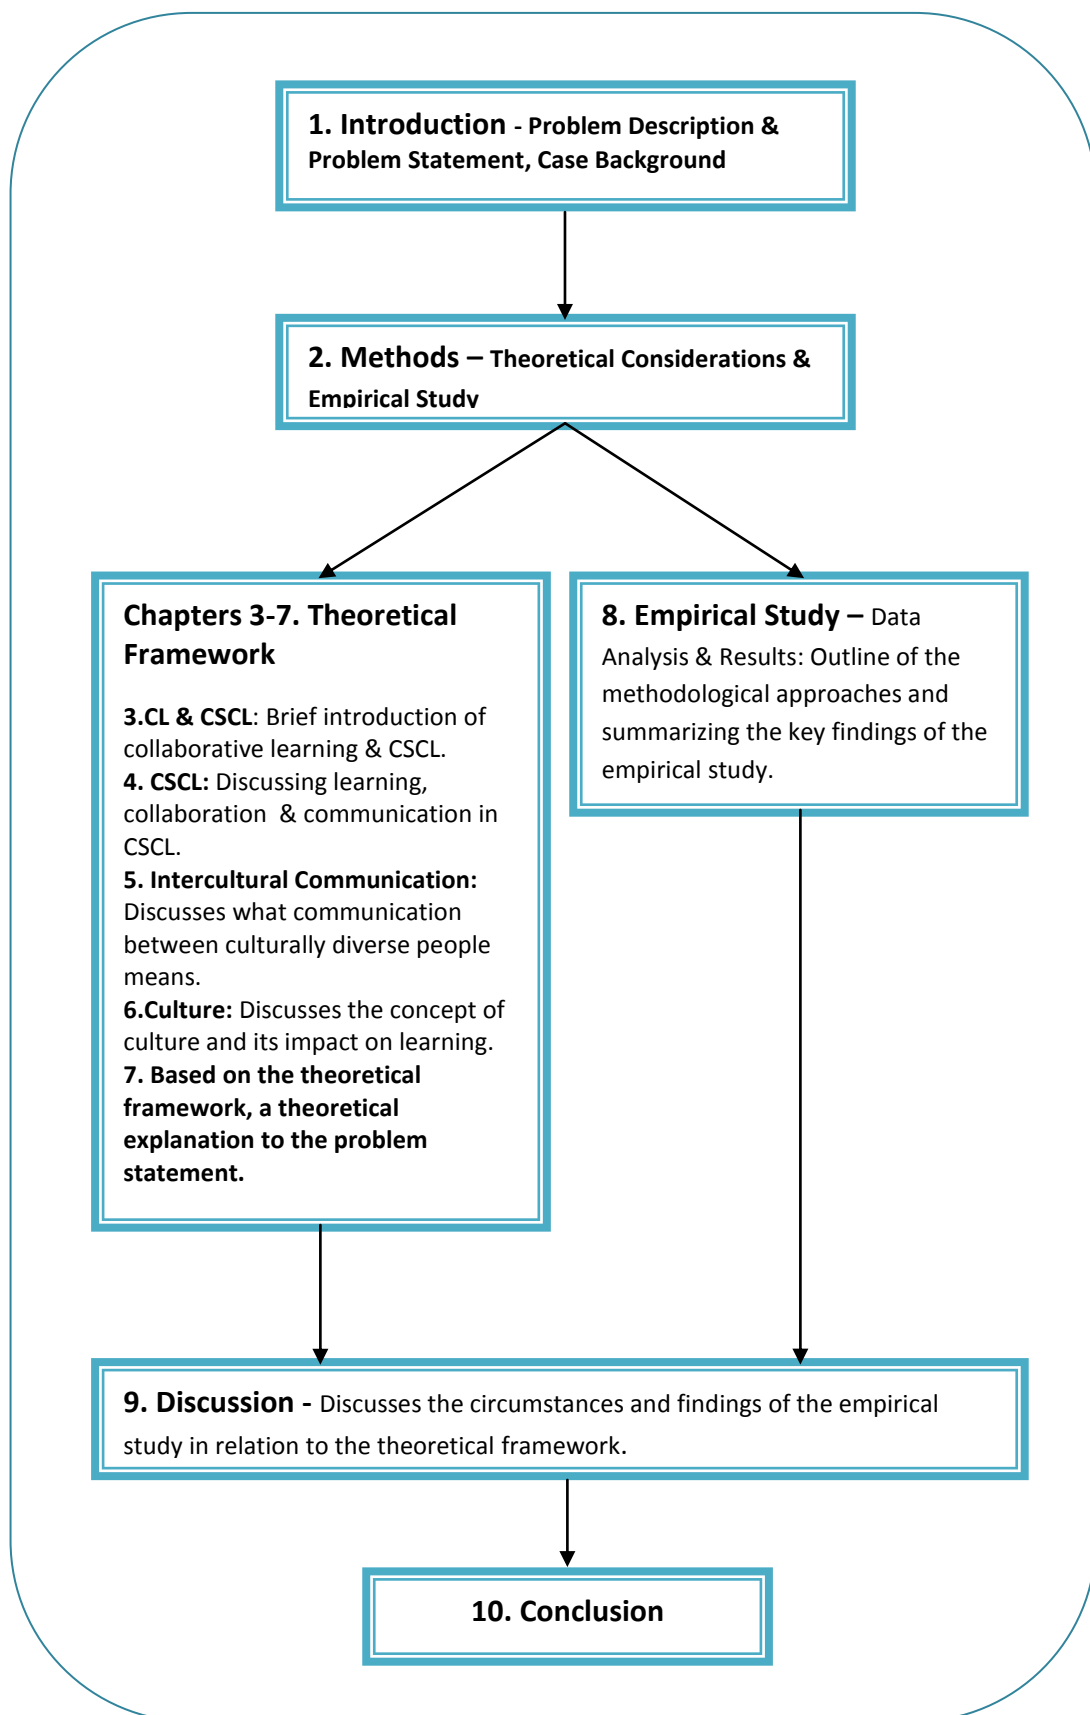 1. Introduction - Problem Description &
Problem Statement, Case Background
2. Methods – Theoretical Considerations &
Empirical Study
Chapters 3-7. Theoretical
Framework
3.CL & CSCL: Brief introduction of
collaborative learning & CSCL.
4. CSCL: Discussing learning,
collaboration & communication in
CSCL.
5. Intercultural Communication:
Discusses what communication
between culturally diverse people
means.
6.Culture: Discusses the concept of
culture and its impact on learning.
7. Based on the theoretical
framework, a theoretical
explanation to the problem
statement.
8. Empirical Study – Data
Analysis & Results: Outline of the
methodological approaches and
summarizing the key findings of the
empirical study.
9. Discussion - Discusses the circumstances and findings of the empirical
study in relation to the theoretical framework.
10. Conclusion